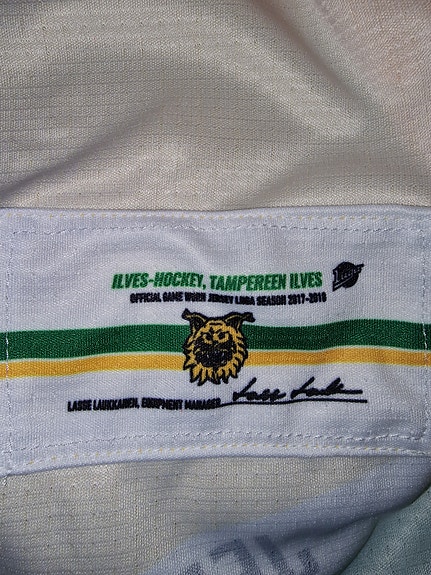 ILVES-HOCKEY, TAMPEREEN ILVES
OFFICIAL GAME WORN JERSEY LIIGA SEASON 2017-2018
LASSE LAUKKANEN, EQUIPMENT MANAGER